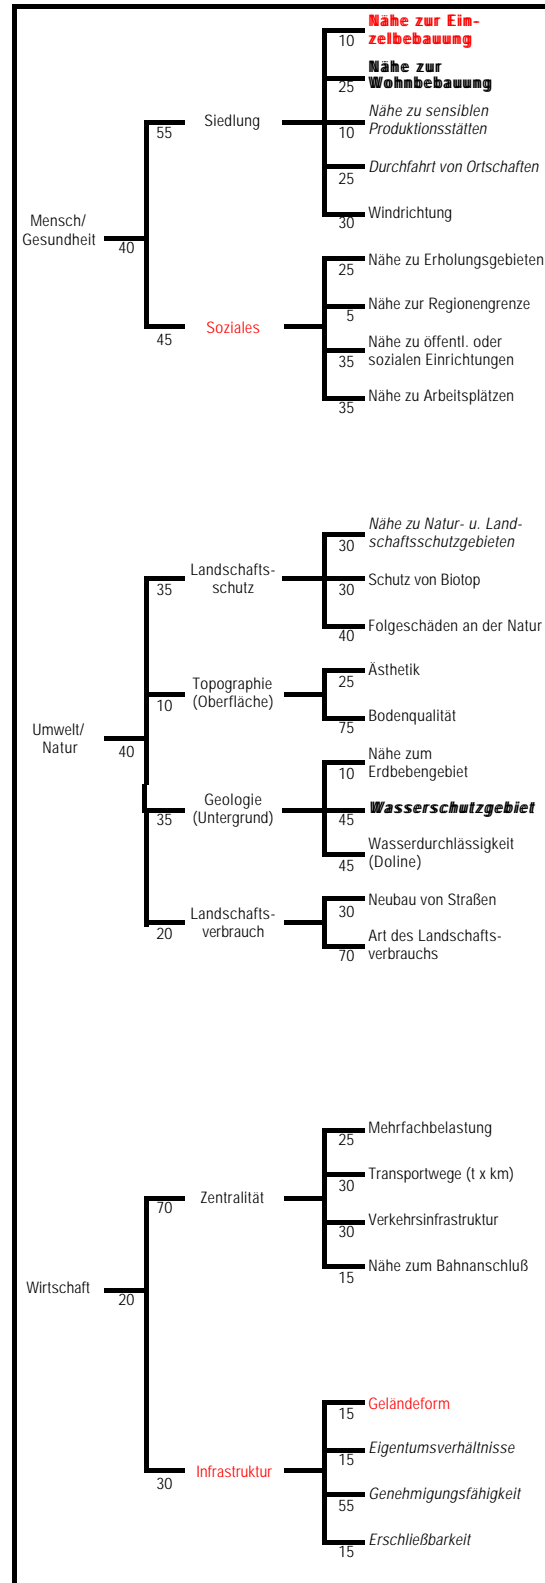 Nähe zur Ein-
zelbebauung
10
Nähe zur
Wohnbebauung
25
Siedlung
55
Nähe zu sensiblen
Produktionsstätten
10
Durchfahrt von Ortschaften
25
Windrichtung
30
Mensch/
Gesundheit
40
Nähe zu Erholungsgebieten
25
Nähe zur Regionengrenze
5
Soziales
45
Nähe zu öffentl. oder
sozialen Einrichtungen
35
Nähe zu Arbeitsplätzen
35
Nähe zu Natur- u. Land-
schaftsschutzgebieten
30
Landschafts-
schutz
35
Schutz von Biotop
30
Folgeschäden an der Natur
40
Ästhetik
25
Topographie
(Oberfläche)
10
Bodenqualität
75
Umwelt/
Natur
40
Nähe zum
Erdbebengebiet
10
Geologie
(Untergrund)
35
Wasserschutzgebiet
45
Wasserdurchlässigkeit
(Doline)
45
Neubau von Straßen
30
Landschafts-
verbrauch
20
Art des Landschafts-
verbrauchs
70
Mehrfachbelastung
25
Transportwege (t x km)
30
Zentralität
70
Verkehrsinfrastruktur
30
Nähe zum Bahnanschluß
15
Wirtschaft
20
Geländeform
15
Eigentumsverhältnisse
15
Infrastruktur
30
Genehmigungsfähigkeit
55
Erschließbarkeit
15